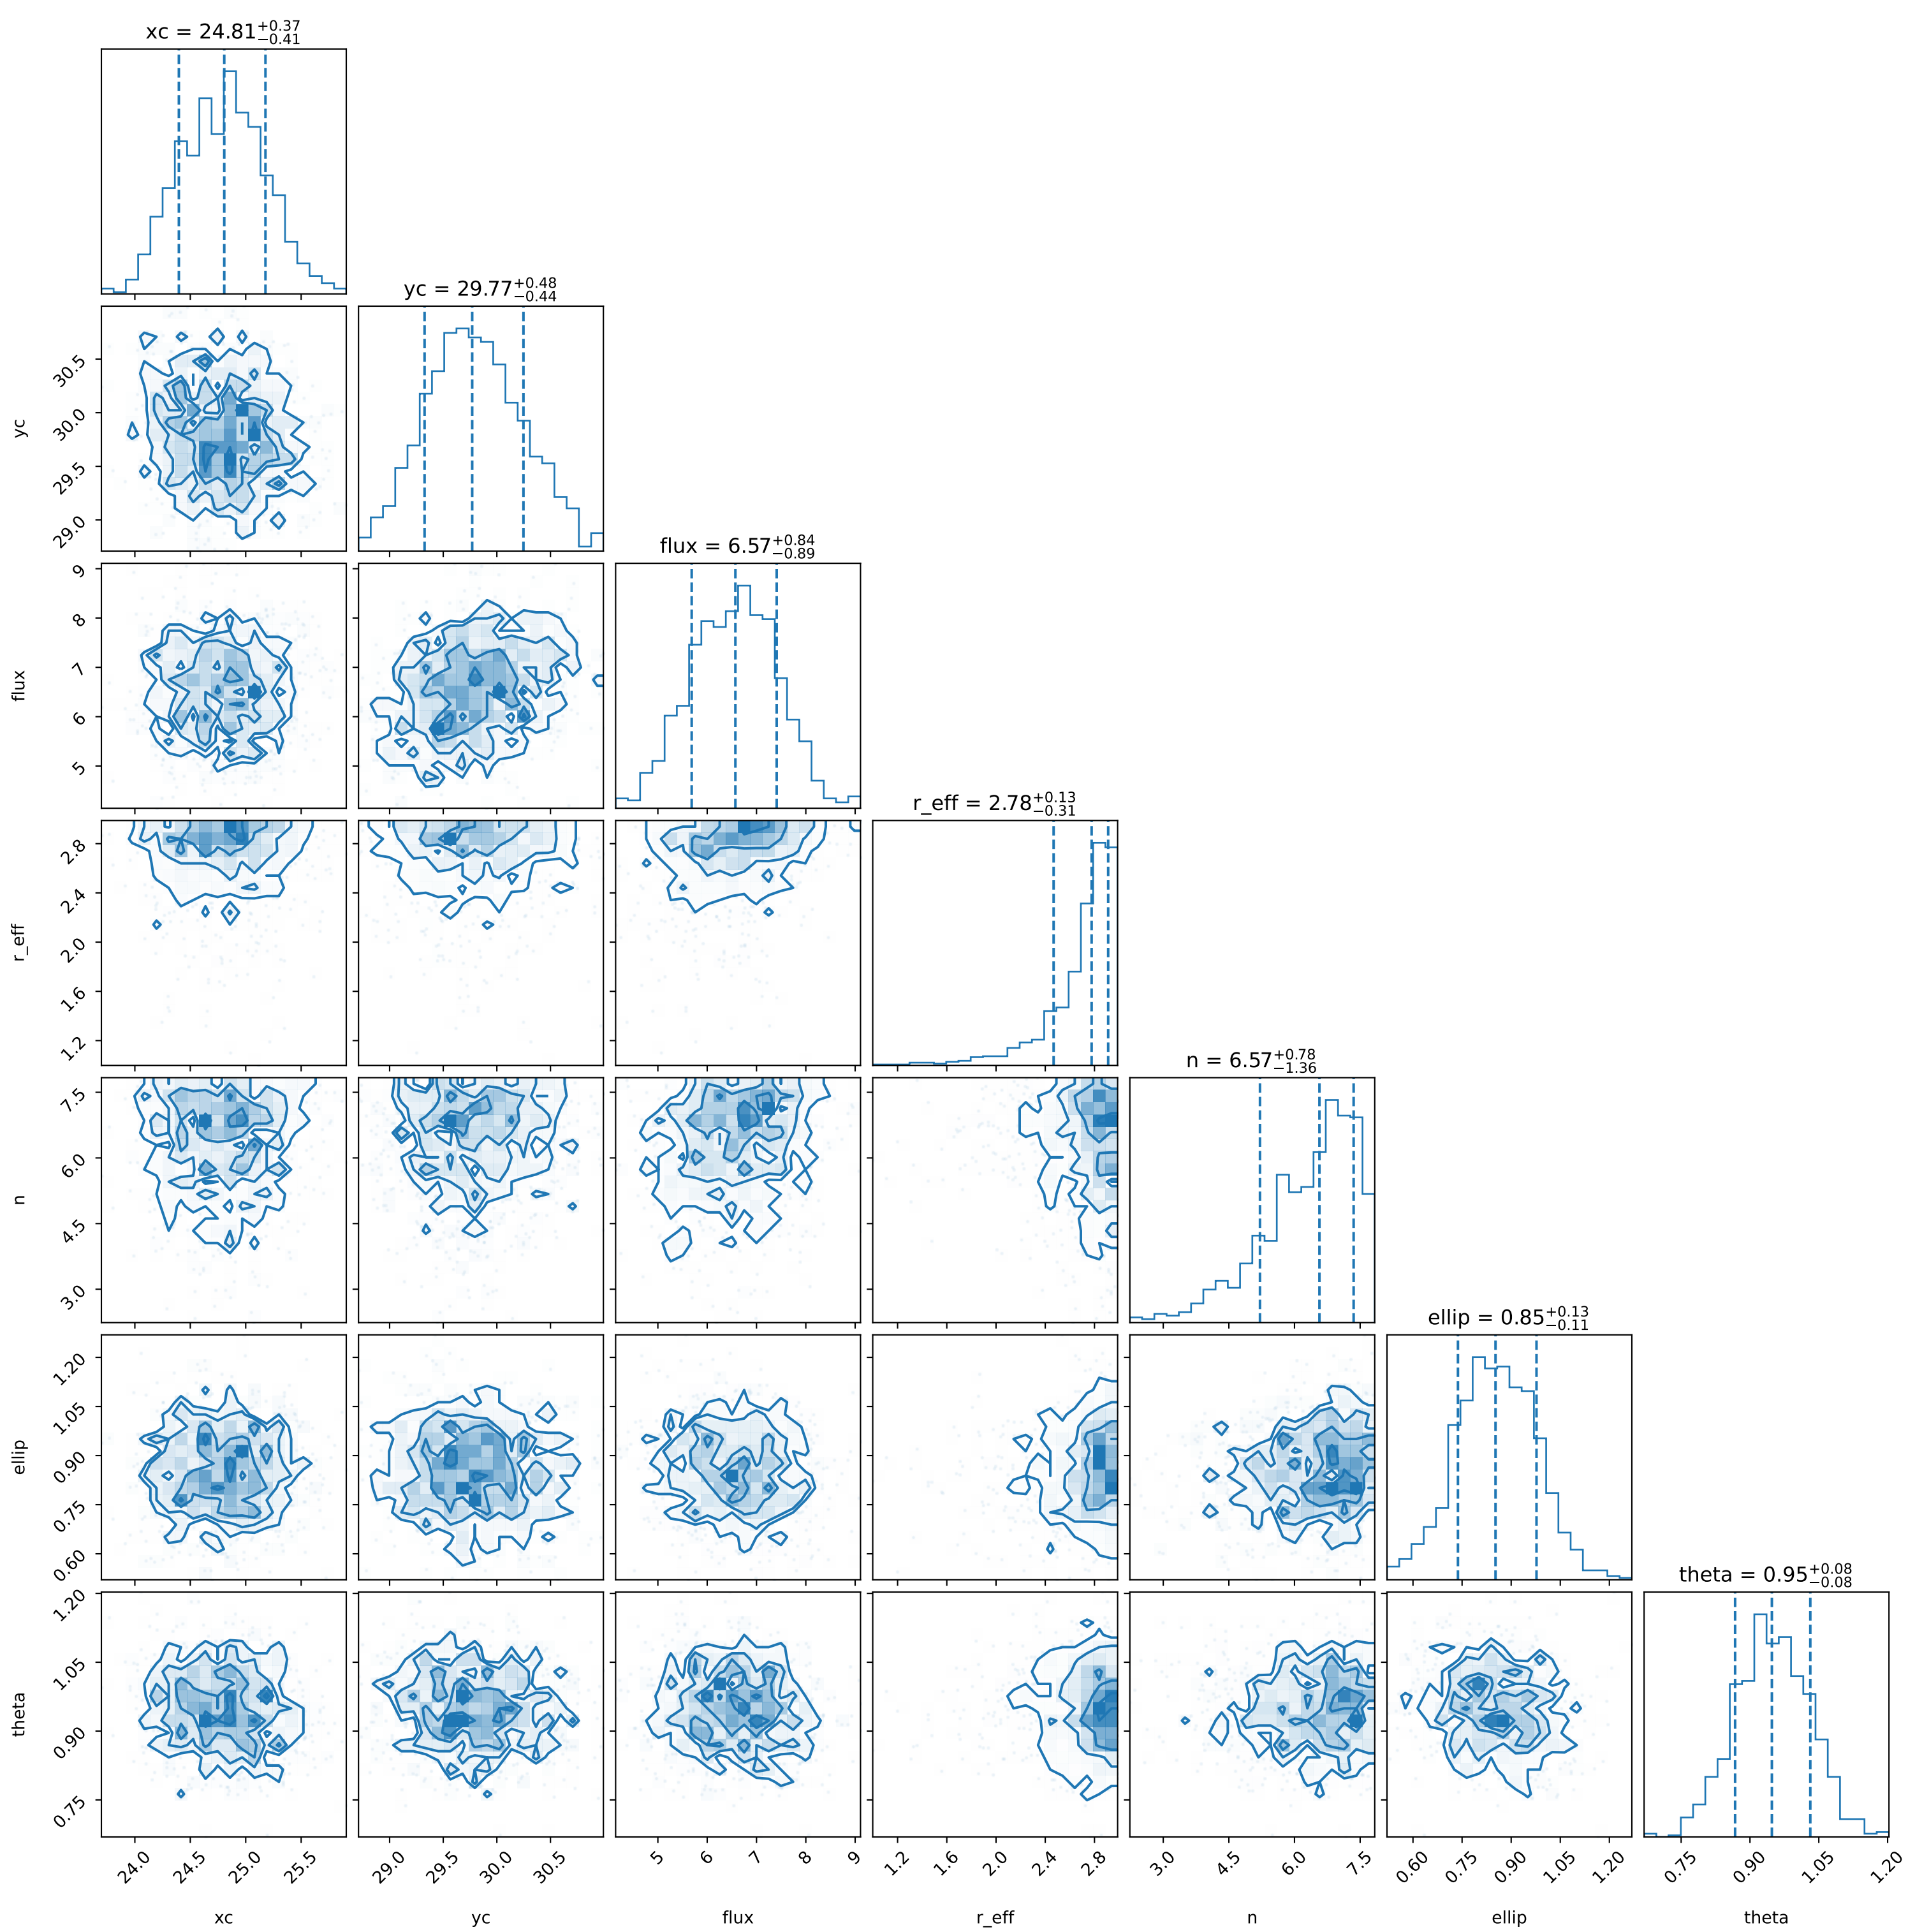 xc = 24.81+0.37−0.41
yc = 29.77+0.48−0.44
30.5
30.0
29.5
29.0
yc
flux = 6.57+0.84−0.89
9
8
7
6
5
flux
r_eff = 2.78+0.13−0.31
2.8
2.4
2.0
1.6
1.2
r_eff
n = 6.57+0.78−1.36
7.5
6.0
4.5
3.0
n
ellip = 0.85+0.13−0.11
1.20
1.05
0.90
0.75
0.60
ellip
theta = 0.95+0.08−0.08
1.20
1.05
0.90
0.75
theta
24.0 24.5 25.0 25.5 29.0 29.5 30.0 30.5 5 6 7 8 9 1.2 1.6 2.0 2.4 2.8 3.0 4.5 6.0 7.5 0.60 0.75 0.90 1.05 1.20 0.75 0.90 1.05 1.20
xc yc flux r_eff n ellip theta